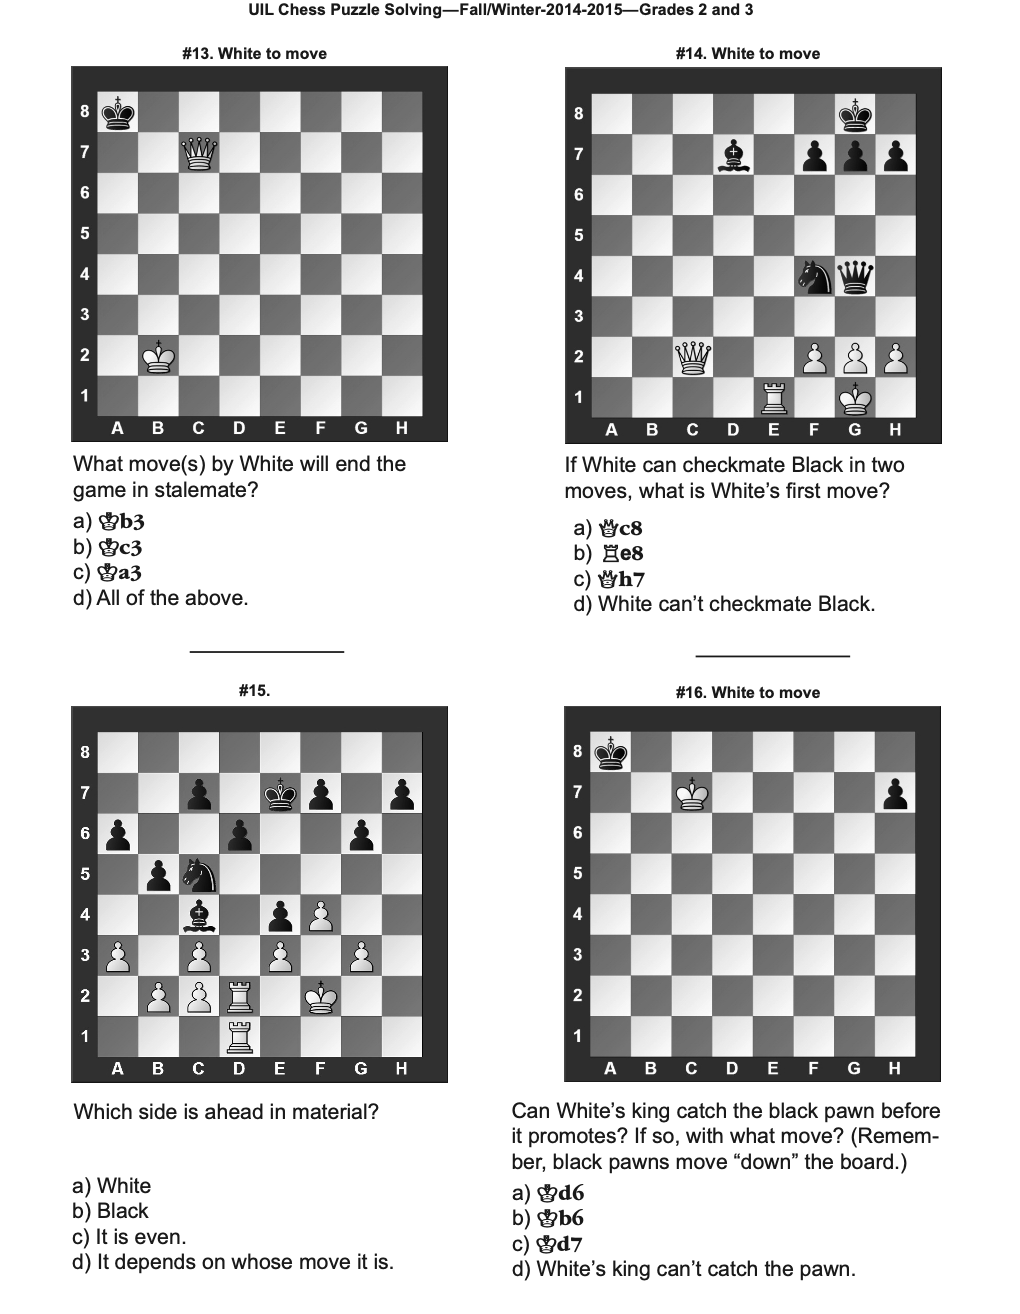 UIL Chess Puzzle Solving—Fall/Winter-2014-2015—Grades 2 and 3
#13. White to move
8
7
6
5
4
3
2
1
A B C D E F G H
What move(s) by White will end the
game in stalemate?
a) ♔b3
b) ♔c3
c) ♔a3
d) All of the above.
#14. White to move
8
7
6
5
4
3
2
1
A B C D E F G H
If White can checkmate Black in two
moves, what is White’s first move?
a) ♕c8
b) ♖e8
c) ♕h7
d) White can’t checkmate Black.
#15.
8
7
6
5
4
3
2
1
A B C D E F G H
Which side is ahead in material?
a) White
b) Black
c) It is even.
d) It depends on whose move it is.
#16. White to move
8
7
6
5
4
3
2
1
A B C D E F G H
Can White’s king catch the black pawn before
it promotes? If so, with what move? (Remem-
ber, black pawns move “down” the board.)
a) ♔d6
b) ♔b6
c) ♔d7
d) White’s king can’t catch the pawn.